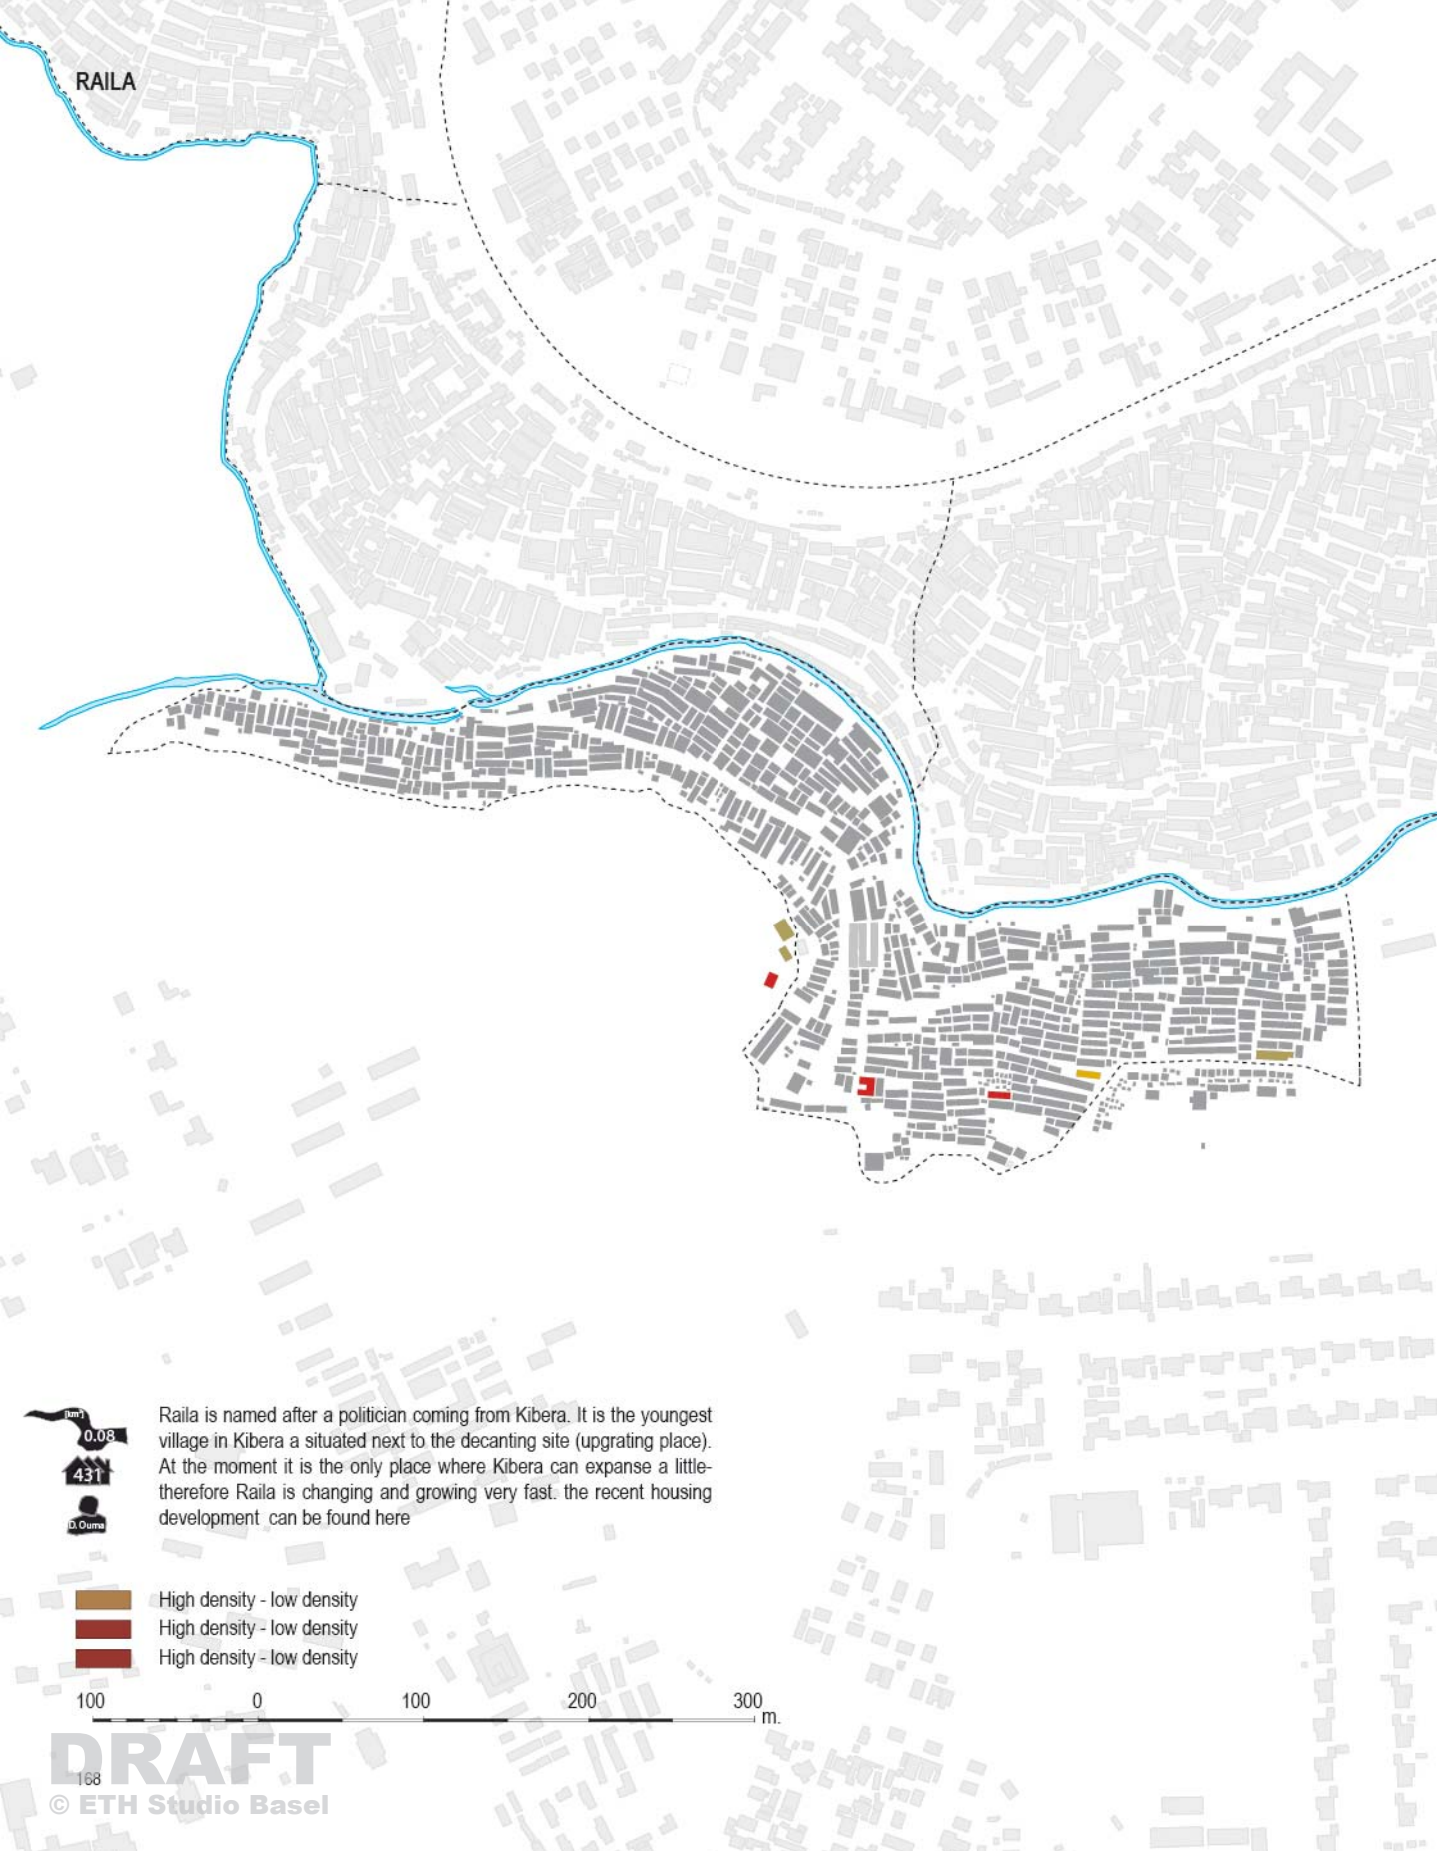 RAILA
[km²]
0.08
431
D. Ouma
Raila is named after a politician coming from Kibera. It is the youngest
village in Kibera a situated next to the decanting site (upgrating place).
At the moment it is the only place where Kibera can expanse a little-
therefore Raila is changing and growing very fast. the recent housing
development can be found here
High density - low density
High density - low density
High density - low density
100 0 100 200 300 m.
DRAFT
168
© ETH Studio Basel